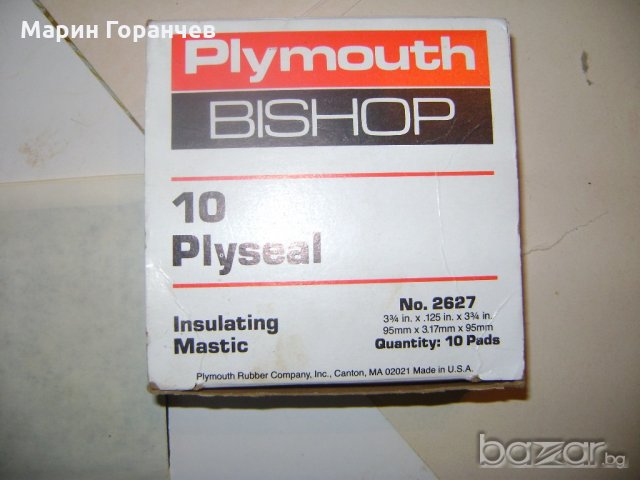 Марин Горанчев
Plymouth
BISHOP
10
Plyseal
Insulating
Mastic
No. 2627
3¾ in. x .125 in. x 3¾ in.
95mm x 3.17mm x 95mm
Quantity: 10 Pads
Plymouth Rubber Company, Inc., Canton, MA 02021 Made in U.S.A.
bazar.bg